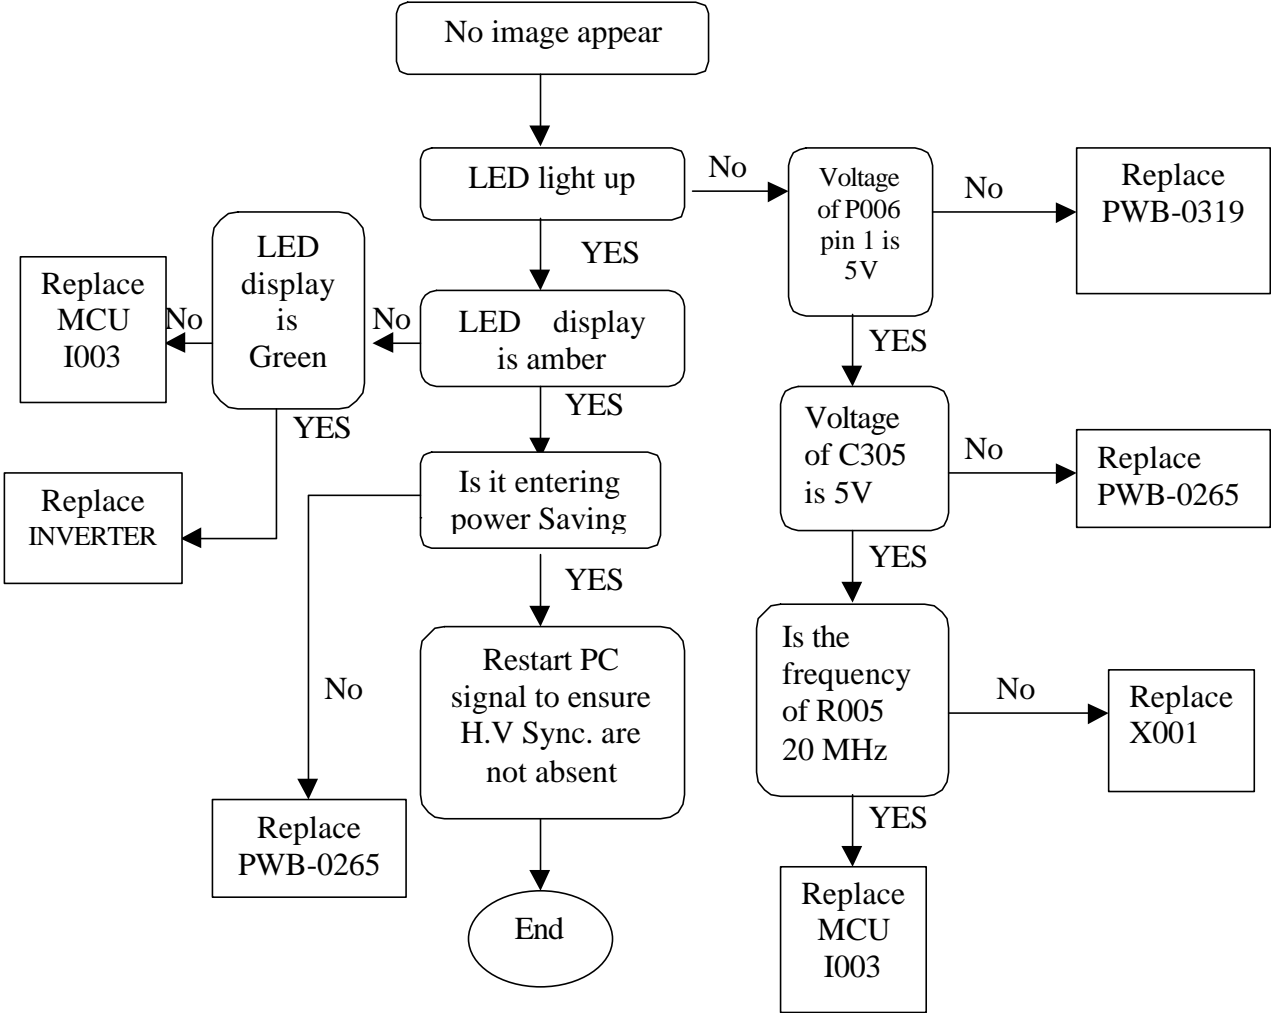 No image appear
LED light up
No
Voltage
of P006
pin 1 is
5V
No
Replace
PWB-0319
YES
LED
display
is
Green
Replace
MCU
I003
No
No
LED display
is amber
YES
YES
YES
Voltage
of C305
is 5V
No
Replace
PWB-0265
Replace
INVERTER
Is it entering
power Saving
YES
YES
Restart PC
signal to ensure
H.V Sync. are
not absent
No
Is the
frequency
of R005
20 MHz
No
Replace
X001
Replace
PWB-0265
YES
End
Replace
MCU
I003